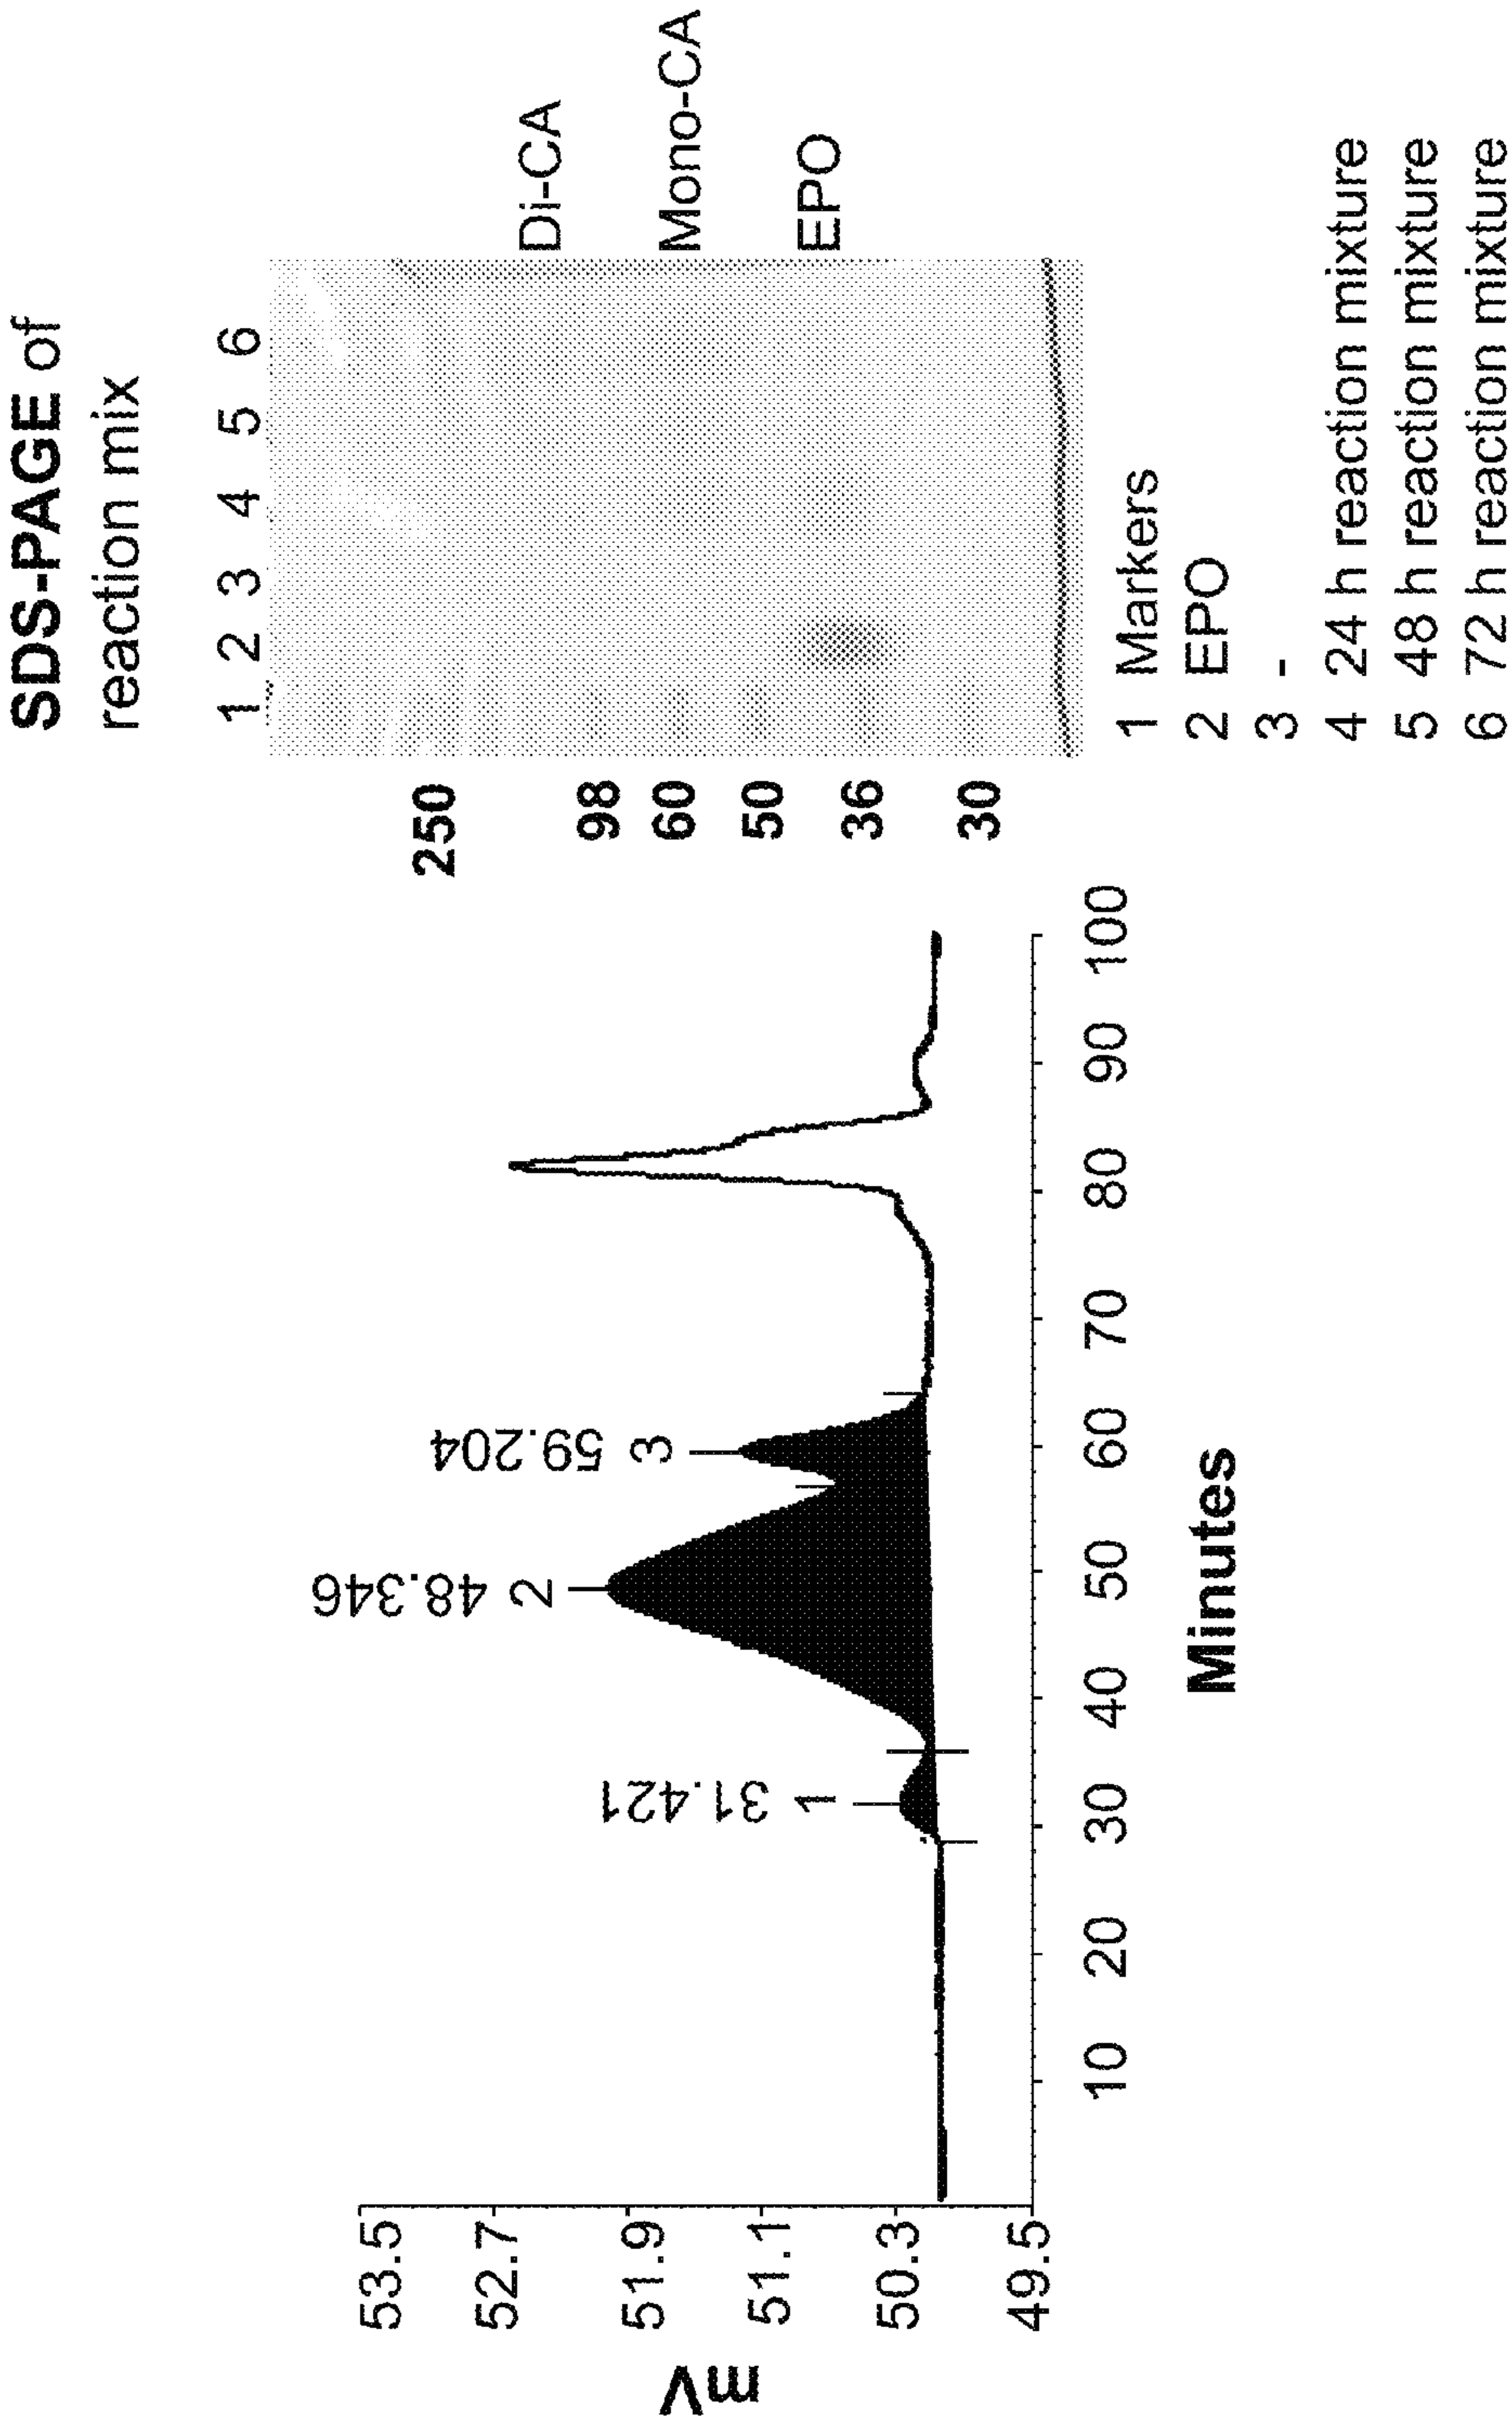 mV
53.5
52.7
51.9
51.1
50.3
49.5
10 20 30 40 50 60 70 80 90 100
Minutes
31.421
1
48.346
2
59.204
3
SDS-PAGE of
reaction mix
1 2 3 4 5 6
250
98
60
50
36
30
Di-CA
Mono-CA
EPO
1 Markers
2 EPO
3 -
4 24 h reaction mixture
5 48 h reaction mixture
6 72 h reaction mixture